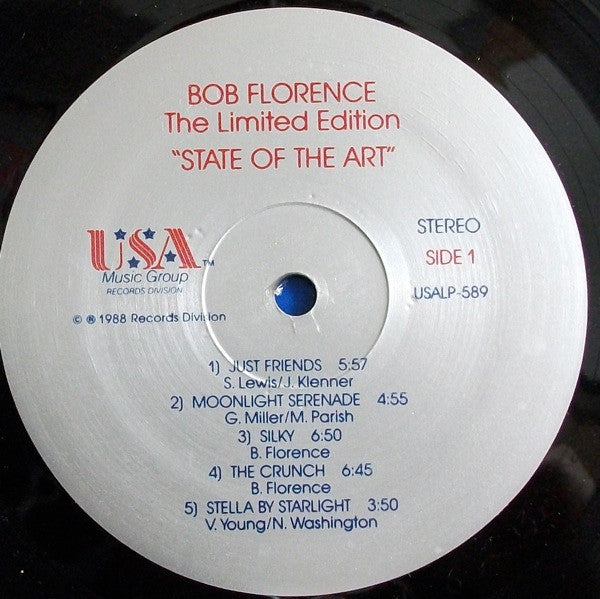 BOB FLORENCE
The Limited Edition
"STATE OF THE ART"
USA™
Music Group
RECORDS DIVISION
STEREO
SIDE 1
USALP-589
© ℗ 1988 Records Division
1) JUST FRIENDS 5:57
S. Lewis/J. Klenner
2) MOONLIGHT SERENADE 4:55
G. Miller/M. Parish
3) SILKY 6:50
B. Florence
4) THE CRUNCH 6:45
B. Florence
5) STELLA BY STARLIGHT 3:50
V. Young/N. Washington